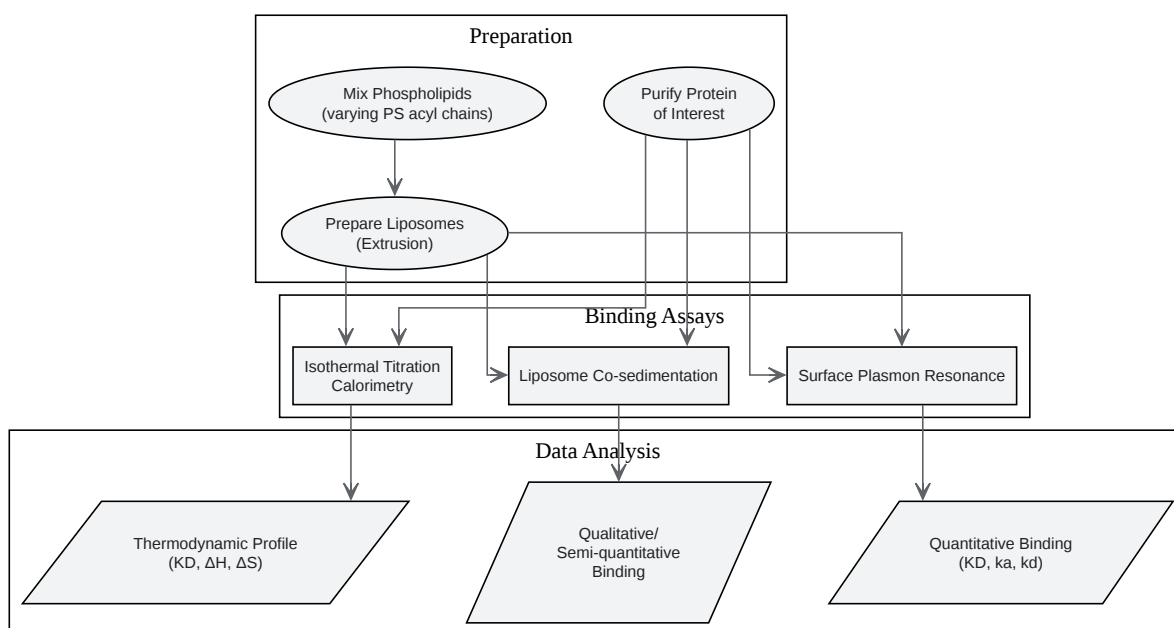 Preparation
Mix Phospholipids
(varying PS acyl chains)
Purify Protein
of Interest
Prepare Liposomes
(Extrusion)
Binding Assays
Isothermal Titration
Calorimetry
Liposome Co-sedimentation
Surface Plasmon Resonance
Data Analysis
Thermodynamic Profile
(KD, ΔH, ΔS)
Qualitative/
Semi-quantitative
Binding
Quantitative Binding
(KD, ka, kd)